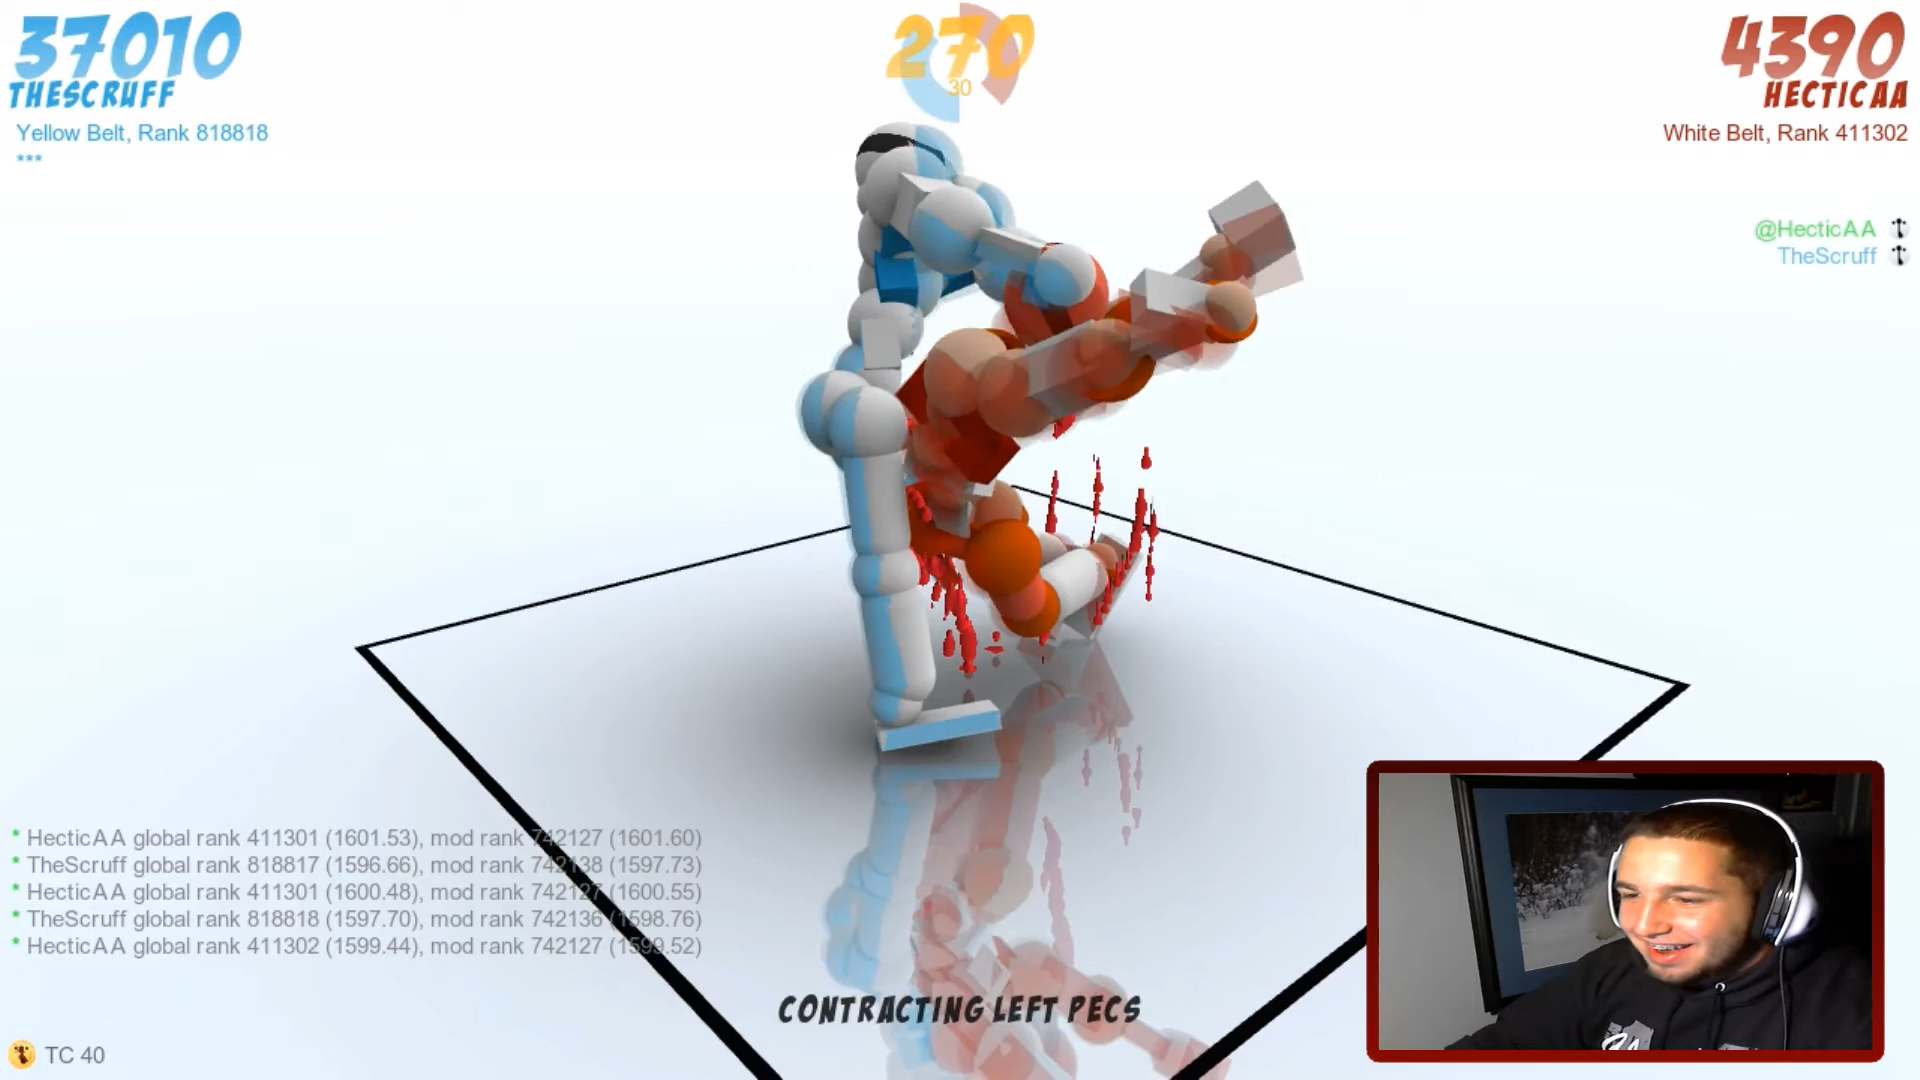 37010
THESCRUFF
Yellow Belt, Rank 818818
***
270
30
4390
HECTICAA
White Belt, Rank 411302
@HecticAA
TheScruff
* HecticAA global rank 411301 (1601.53), mod rank 742127 (1601.60)
* TheScruff global rank 818817 (1596.66), mod rank 742138 (1597.73)
* HecticAA global rank 411301 (1600.48), mod rank 742127 (1600.55)
* TheScruff global rank 818818 (1597.70), mod rank 742136 (1598.76)
* HecticAA global rank 411302 (1599.44), mod rank 742127 (1599.52)
CONTRACTING LEFT PECS
TC 40